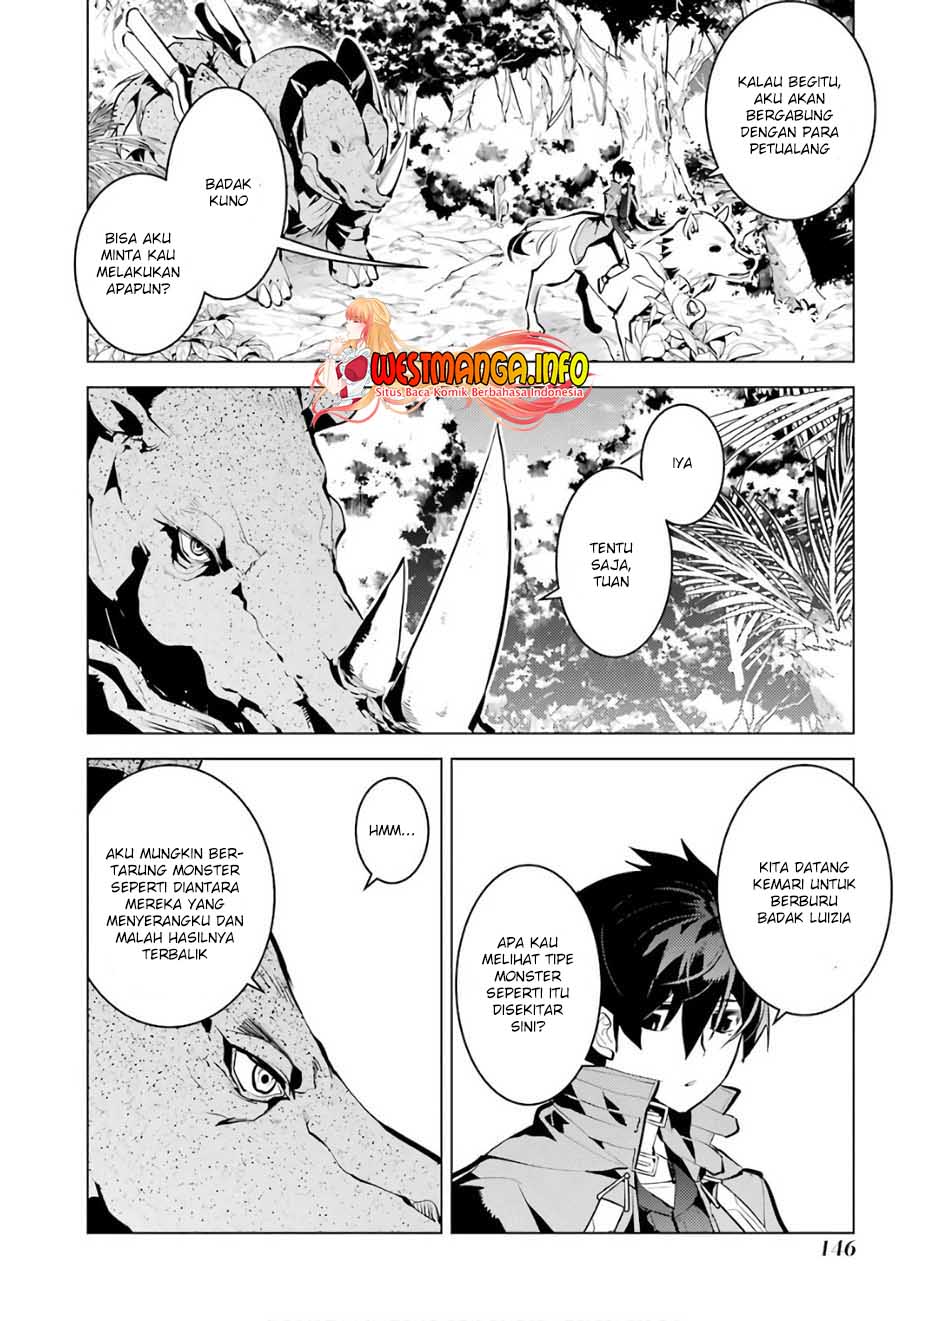 KALAU BEGITU,
AKU AKAN
BERGABUNG
DENGAN PARA
PETUALANG
BADAK
KUNO
BISA AKU
MINTA KAU
MELAKUKAN
APAPUN?
WESTMANGA.INFO
Situs Baca Komik Berbahasa Indonesia
IYA
TENTU
SAJA,
TUAN
KITA DATANG
KEMARI UNTUK
BERBURU
BADAK LUIZIA
APA KAU
MELIHAT TIPE
MONSTER
SEPERTI ITU
DISEKITAR
SINI?
HMM...
AKU MUNGKIN BER-
TARUNG MONSTER
SEPERTI DIANTARA
MEREKA YANG
MENYERANGKU DAN
MALAH HASILNYA
TERBALIK
146